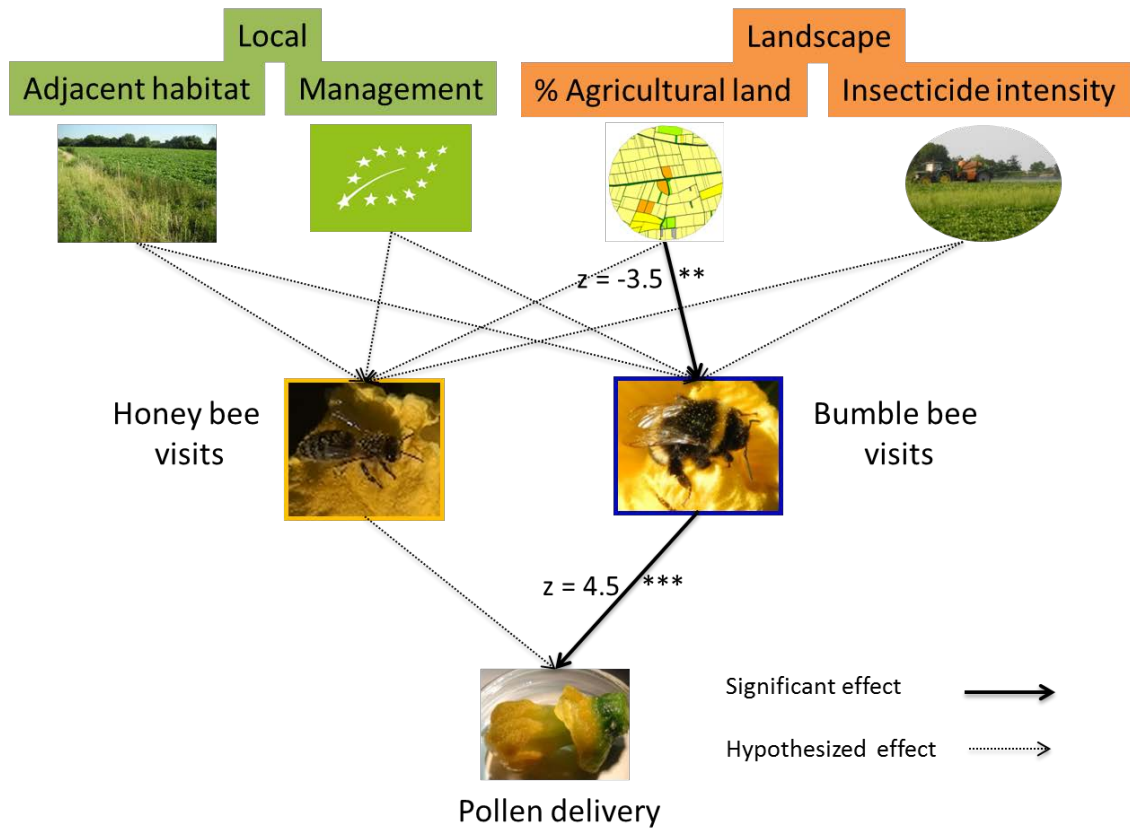 Local
Landscape
Adjacent habitat
Management
% Agricultural land
Insecticide intensity
z = -3.5 **
Honey bee
visits
Bumble bee
visits
z = 4.5 ***
Significant effect
Hypothesized effect
Pollen delivery